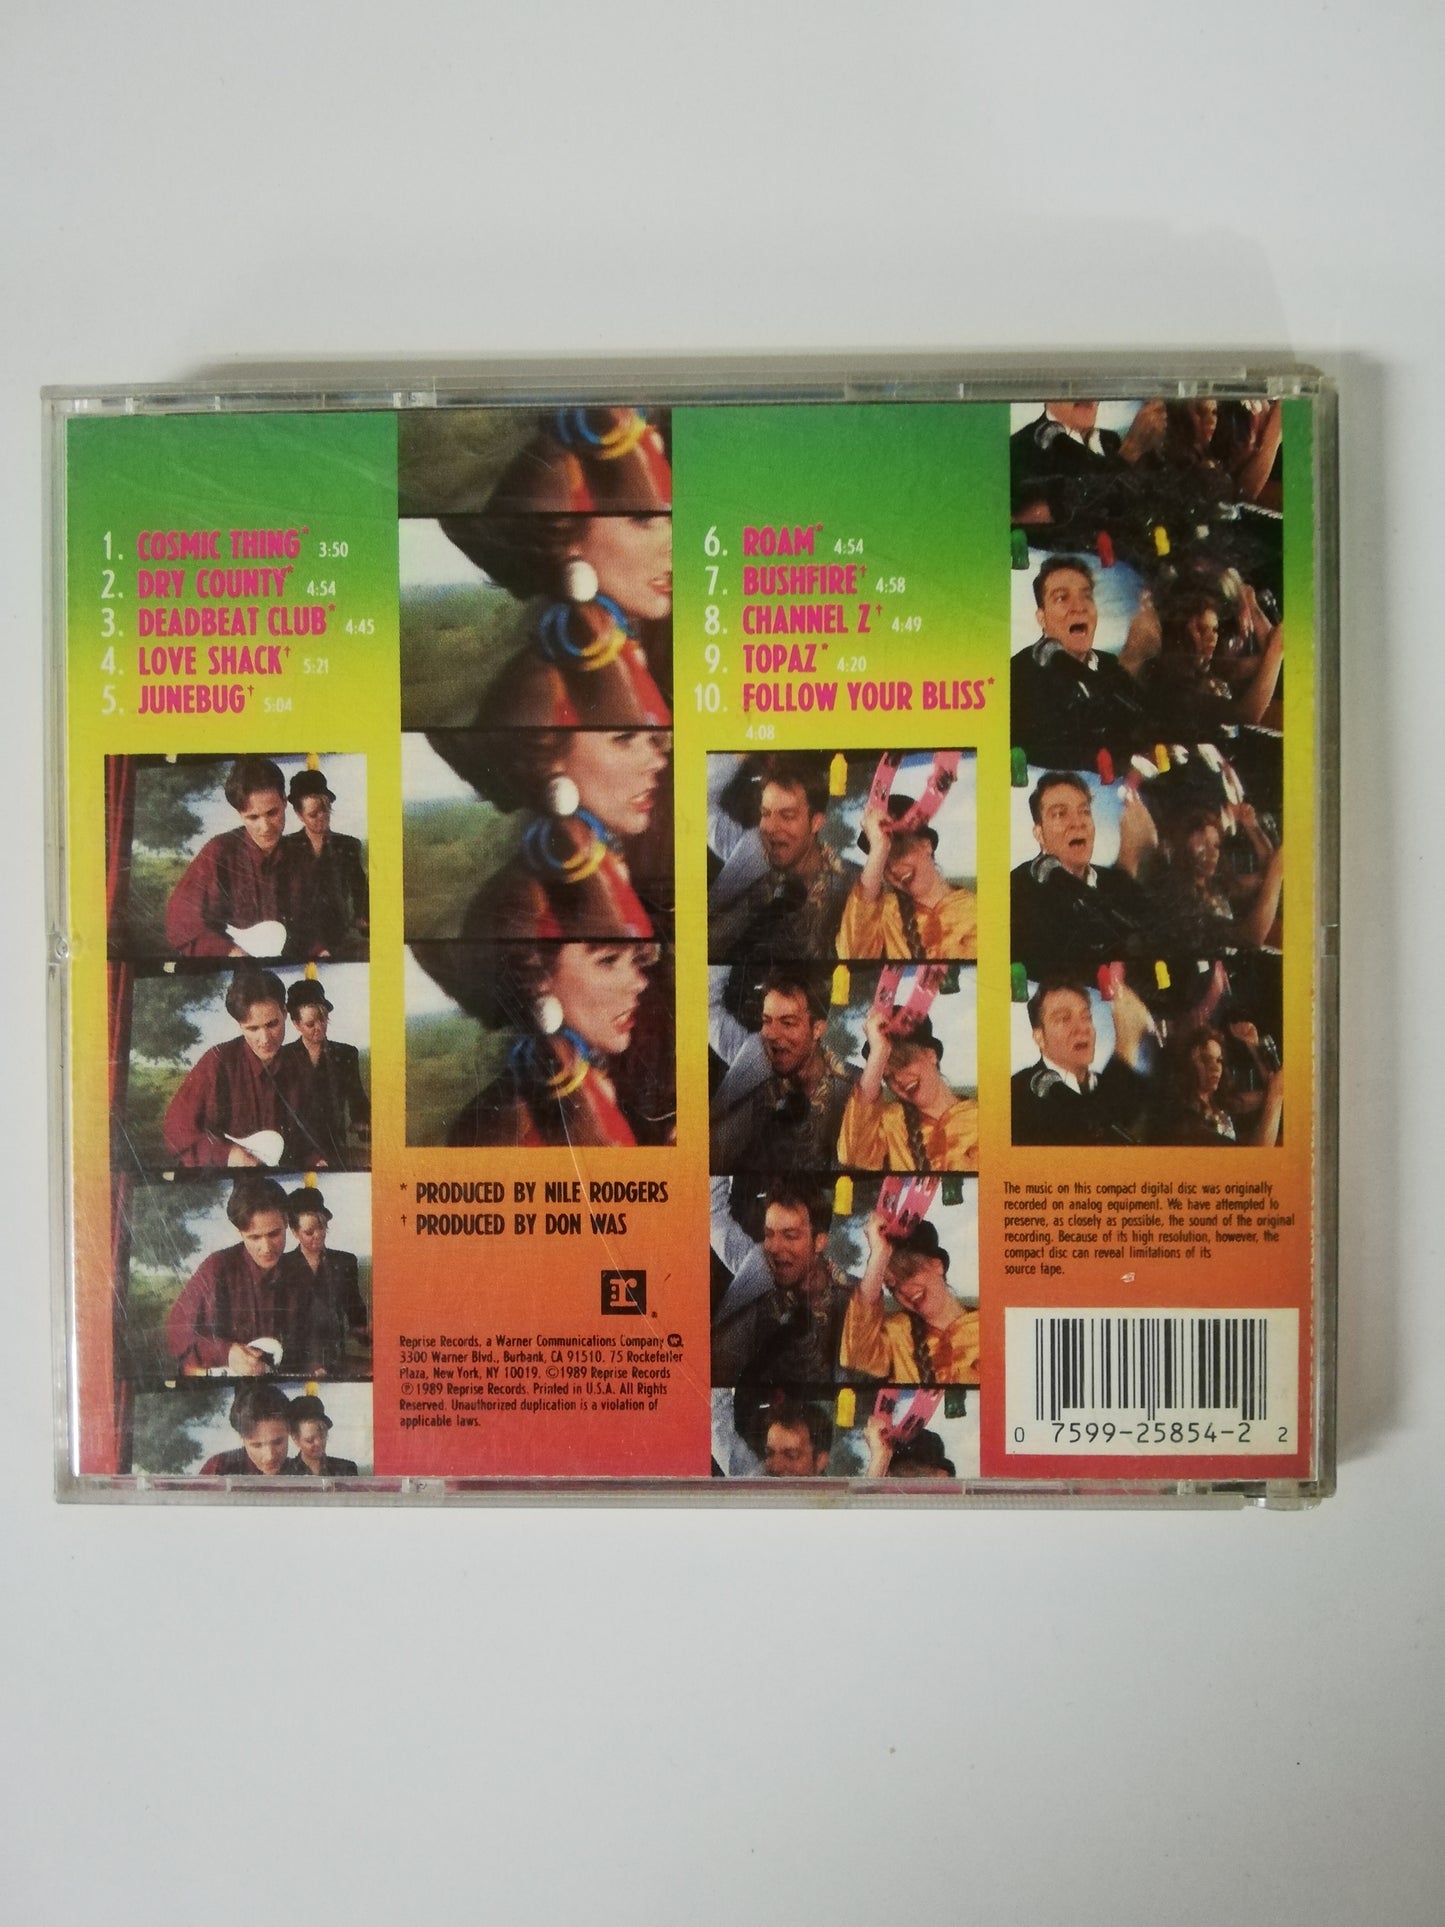 1. COSMIC THING* 3:50
2. DRY COUNTY* 4:54
3. DEADBEAT CLUB* 4:45
4. LOVE SHACK† 5:21
5. JUNEBUG† 5:04
6. ROAM* 4:54
7. BUSHFIRE† 4:58
8. CHANNEL Z† 4:49
9. TOPAZ* 4:20
10. FOLLOW YOUR BLISS*
4:08
* PRODUCED BY NILE RODGERS
† PRODUCED BY DON WAS
r ®
Reprise Records, a Warner Communications Company
3300 Warner Blvd., Burbank, CA 91510. 75 Rockefeller
Plaza, New York, NY 10019. ©1989 Reprise Records
℗1989 Reprise Records. Printed in U.S.A. All Rights
Reserved. Unauthorized duplication is a violation of
applicable laws.
The music on this compact digital disc was originally
recorded on analog equipment. We have attempted to
preserve, as closely as possible, the sound of the original
recording. Because of its high resolution, however, the
compact disc can reveal limitations of its
source tape.
0 7599-25854-2 2